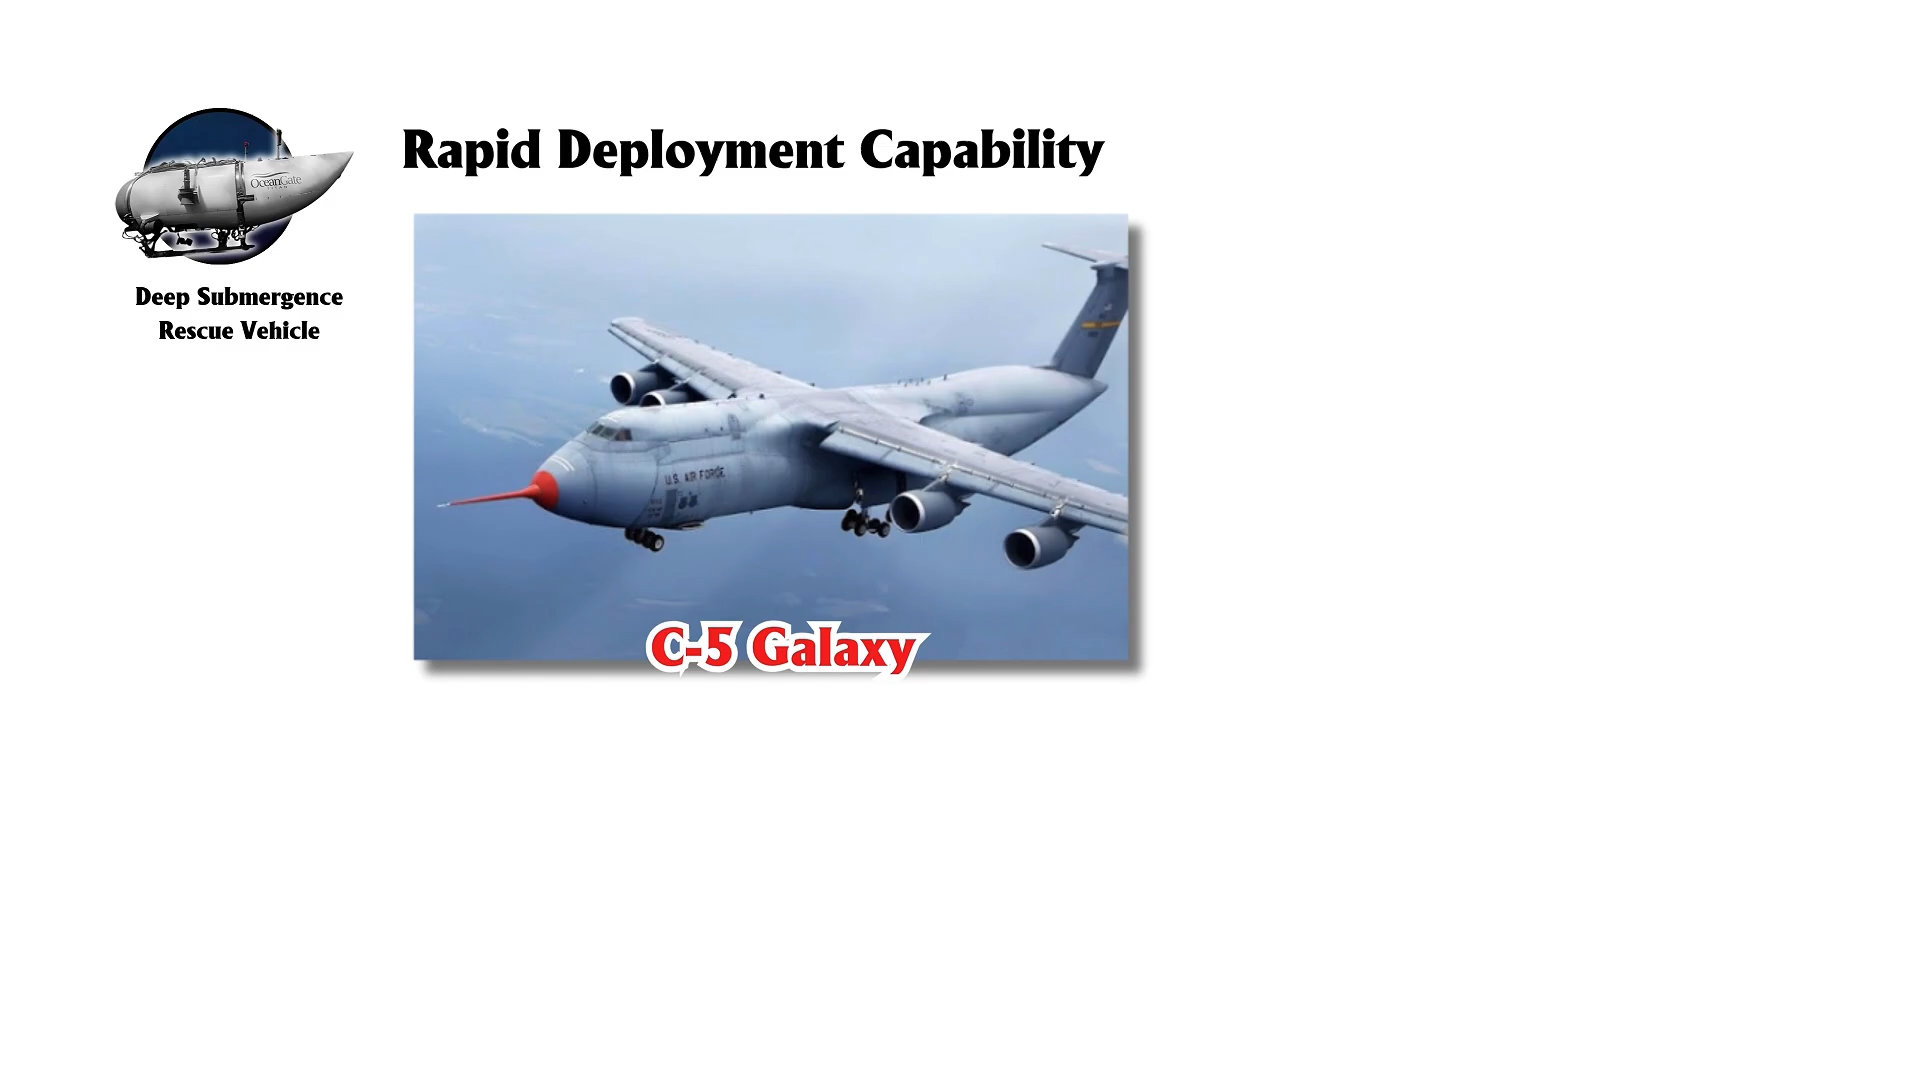 Rapid Deployment Capability
OceanGate
Deep Submergence
Rescue Vehicle
U.S. AIR FORCE
C-5 Galaxy